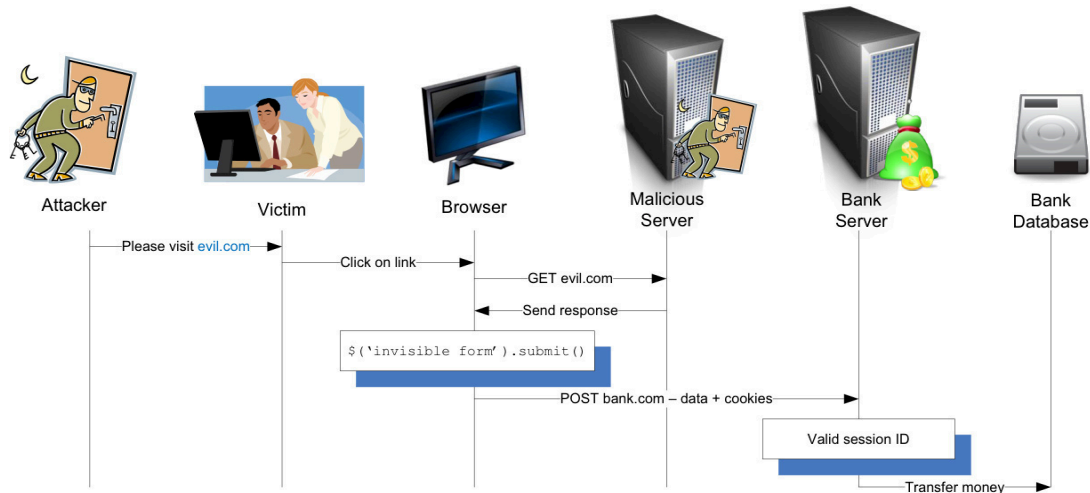 Attacker
Victim
Browser
Malicious
Server
Bank
Server
Bank
Database
Please visit evil.com
Click on link
GET evil.com
Send response
$(‘invisible form’).submit()
POST bank.com – data + cookies
Valid session ID
Transfer money